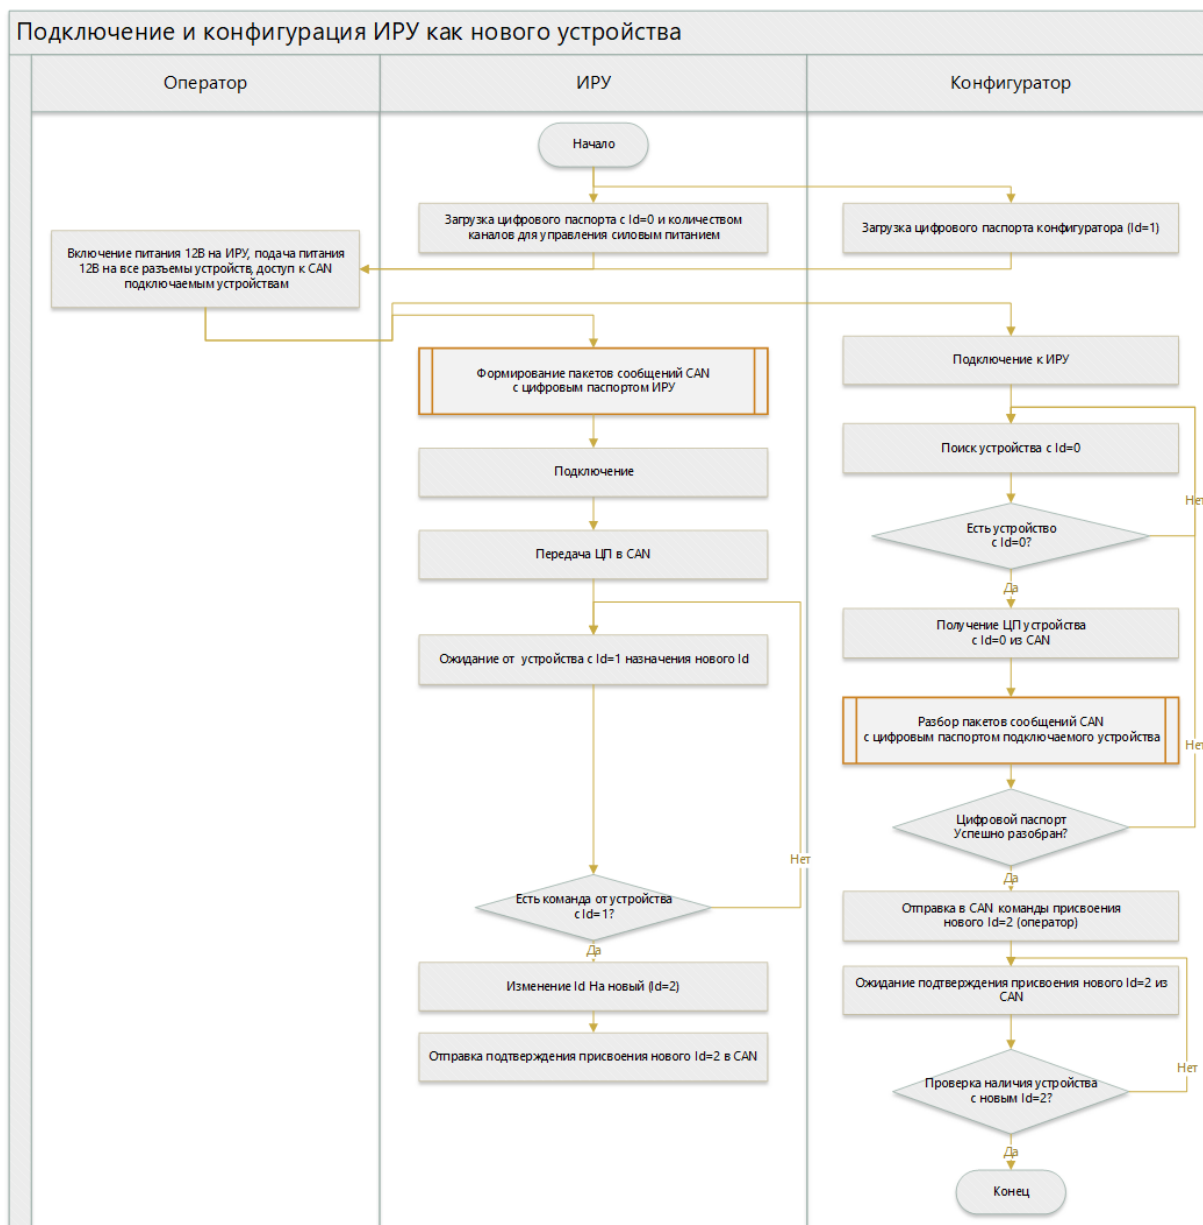 Подключение и конфигурация ИРУ как нового устройства
Оператор
ИРУ
Конфигуратор
Начало
Загрузка цифрового паспорта с Id=0 и количеством
каналов для управления силовым питанием
Загрузка цифрового паспорта конфигуратора (Id=1)
Включение питания 12В на ИРУ, подача питания
12В на все разъемы устройств, доступ к CAN
подключаемым устройствам
Формирование пакетов сообщений CAN
с цифровым паспортом ИРУ
Подключение к ИРУ
Подключение
Поиск устройства с Id=0
Нет
Передача ЦП в CAN
Есть устройство
с Id=0?
Да
Ожидание от устройства с Id=1 назначения нового Id
Получение ЦП устройства
с Id=0 из CAN
Разбор пакетов сообщений CAN
с цифровым паспортом подключаемого устройства
Нет
Цифровой паспорт
Успешно разобран?
Нет
Да
Есть команда от устройства
с Id=1?
Да
Отправка в CAN команды присвоения
нового Id=2 (оператор)
Изменение Id На новый (Id=2)
Ожидание подтверждения присвоения нового Id=2 из
CAN
Отправка подтверждения присвоения нового Id=2 в CAN
Нет
Проверка наличия устройства
с новым Id=2?
Да
Конец